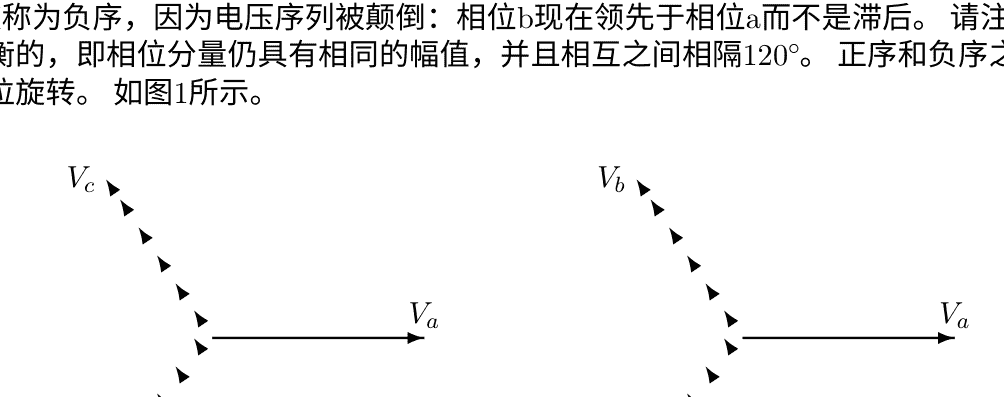 称为负序，因为电压序列被颠倒：相位b现在领先于相位a而不是滞后。 请注
衡的，即相位分量仍具有相同的幅值，并且相互之间相隔120°。 正序和负序之
位旋转。 如图1所示。
Vc Vb
Va Va